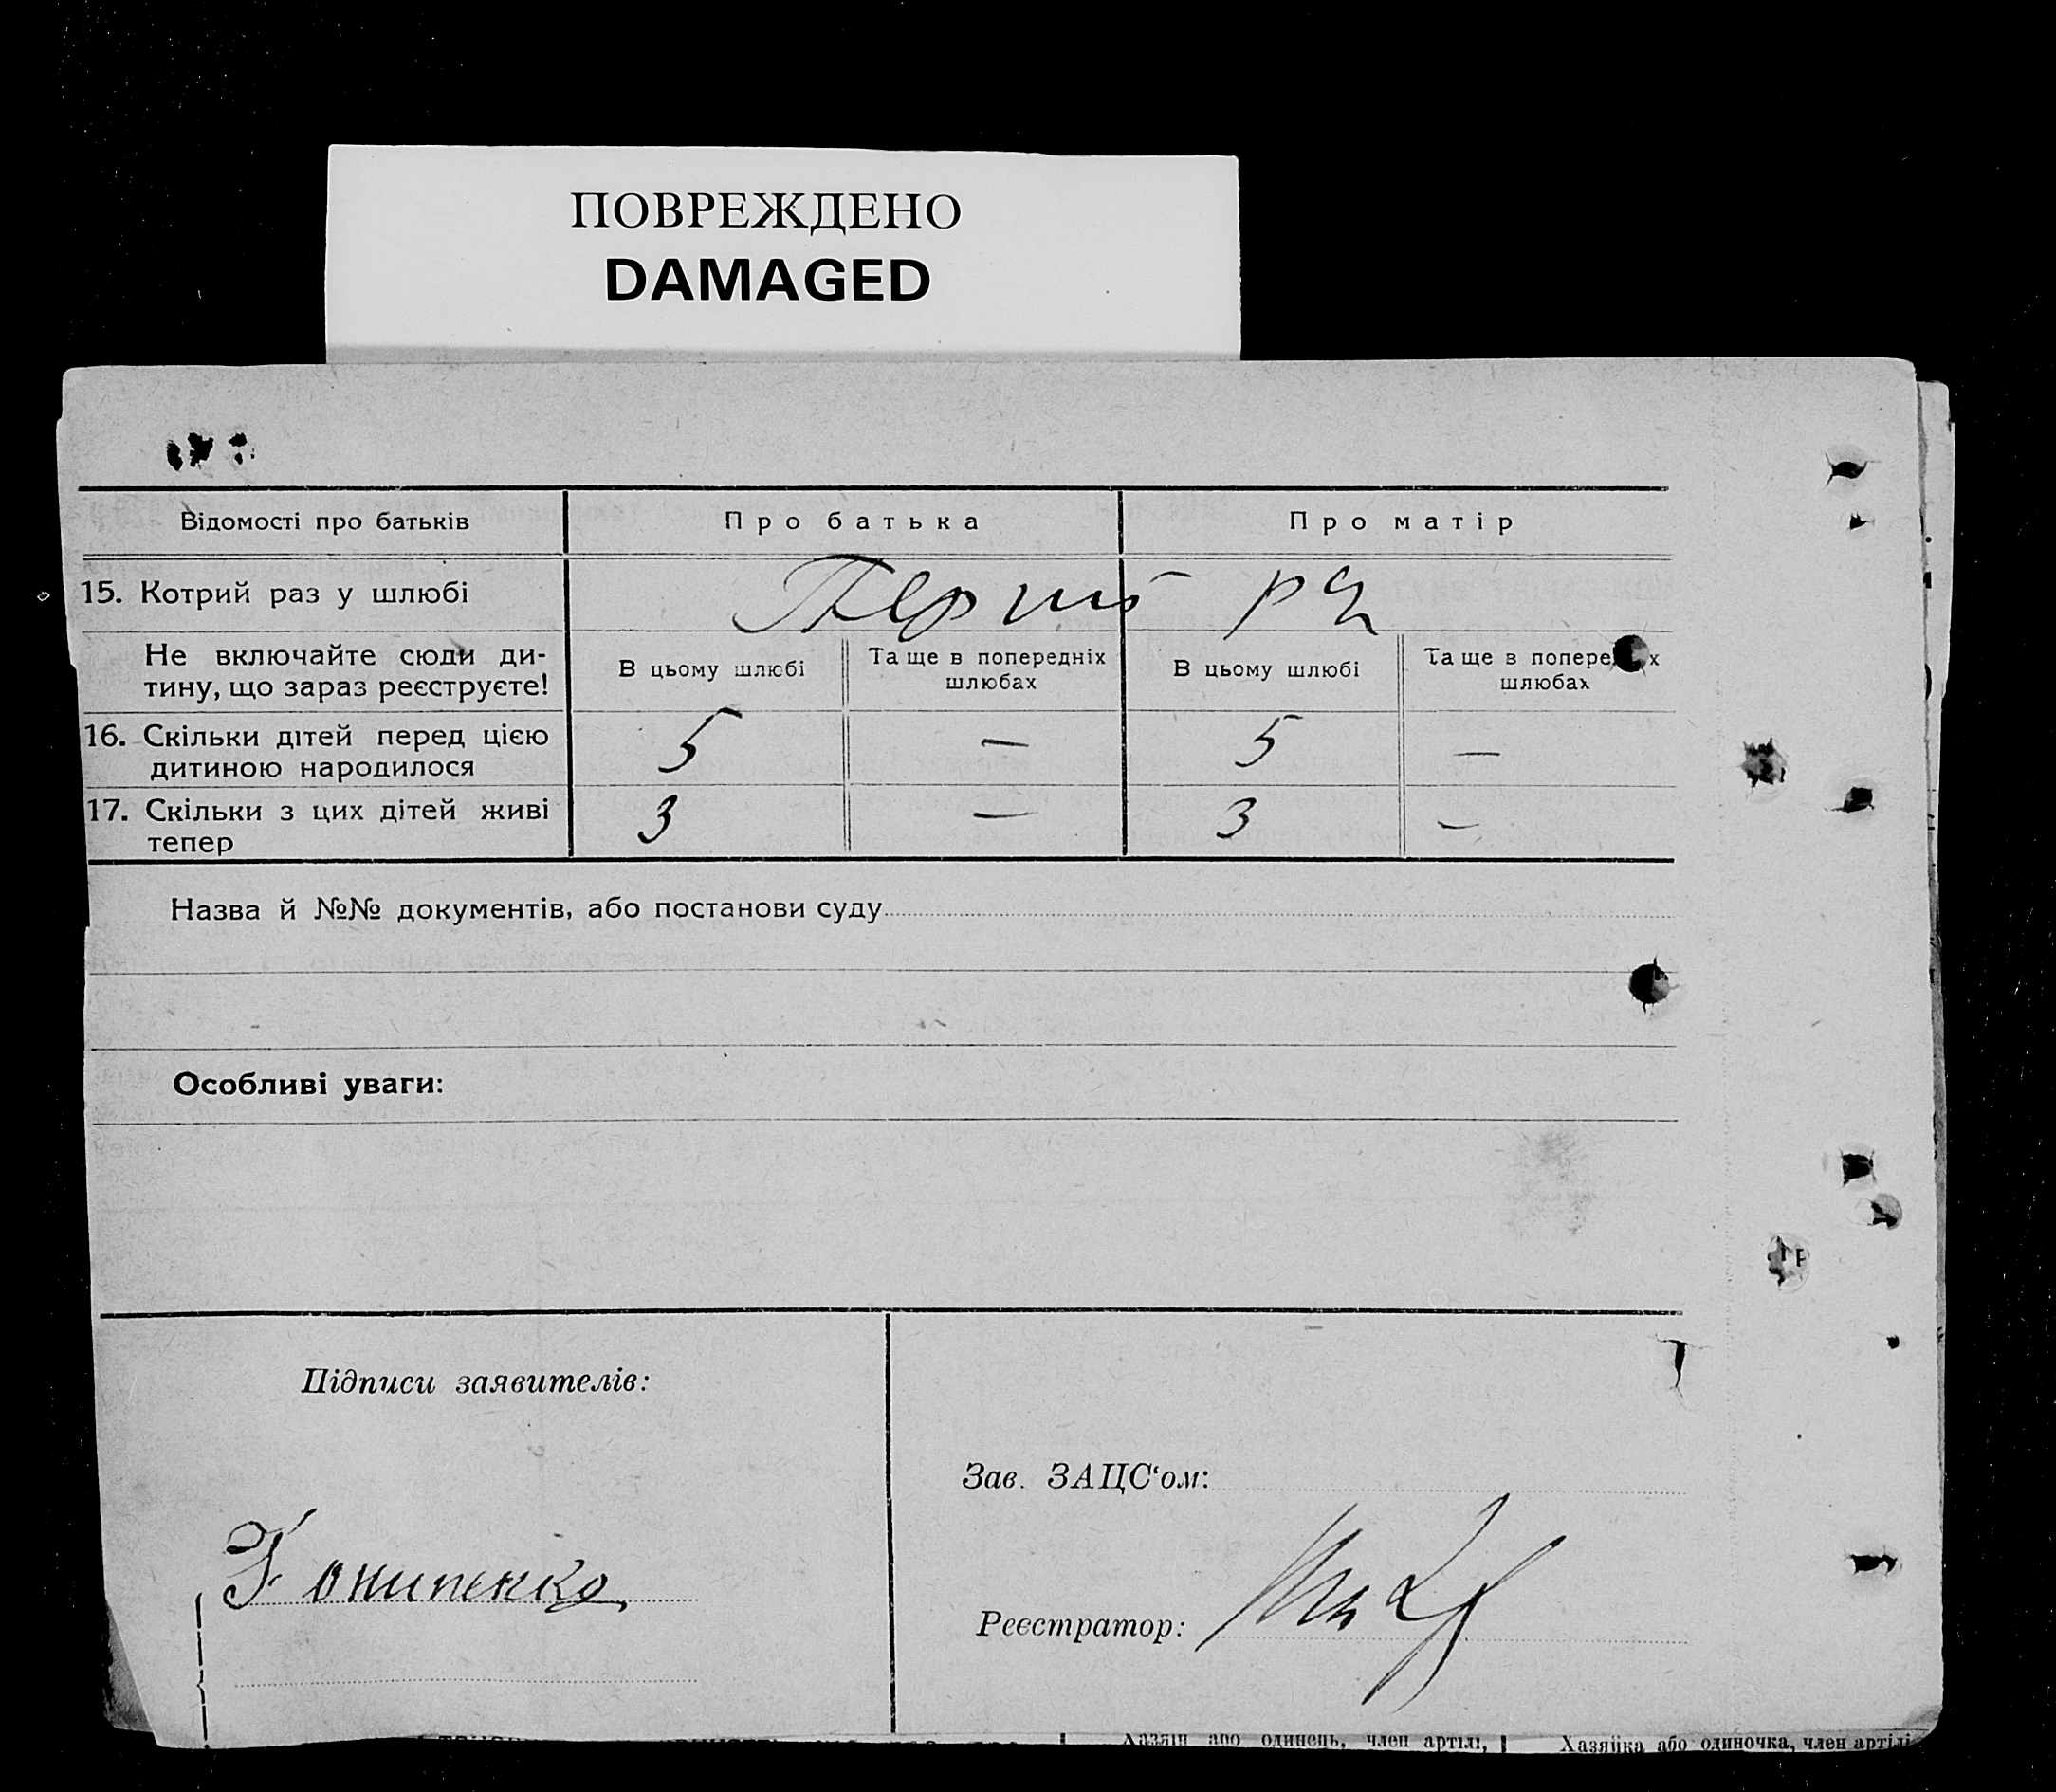 ПОВРЕЖДЕНО
DAMAGED
Відомості про батьків Про батька Про матір
15. Котрий раз у шлюбі Перший раз
Не включайте сюди ди-
тину, що зараз реєструєте!
В цьому шлюбі
Та ще в попередніх
шлюбах
В цьому шлюбі
Та ще в попере х
шлюбах
16. Скільки дітей перед цією
дитиною народилося
5 — 5 —
17. Скільки з цих дітей живі
тепер
3 — 3 —
Назва й №№ документів, або постанови суду
Особливі уваги:
Підписи заявителів:
Зав. ЗАЦС‘ом:
Реєстратор:
Хазяїн або одинець, член артілі,
Хазяйка або одиночка, член артілі